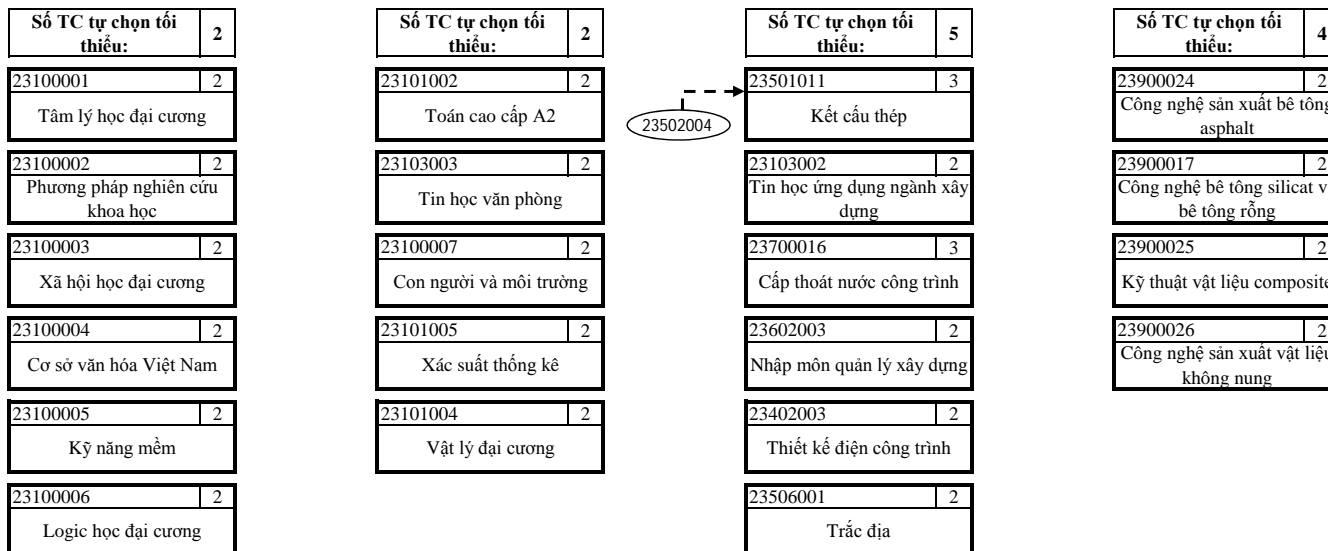 Số TC tự chọn tối
thiểu:
2
23100001 2
Tâm lý học đại cương
23100002 2
Phương pháp nghiên cứu
khoa học
23100003 2
Xã hội học đại cương
23100004 2
Cơ sở văn hóa Việt Nam
23100005 2
Kỹ năng mềm
23100006 2
Logic học đại cương
Số TC tự chọn tối
thiểu:
2
23101002 2
Toán cao cấp A2
23103003 2
Tin học văn phòng
23100007 2
Con người và môi trường
23101005 2
Xác suất thống kê
23101004 2
Vật lý đại cương
23502004
Số TC tự chọn tối
thiểu:
5
23501011 3
Kết cấu thép
23103002 2
Tin học ứng dụng ngành xây
dựng
23700016 3
Cấp thoát nước công trình
23602003 2
Nhập môn quản lý xây dựng
23402003 2
Thiết kế điện công trình
23506001 2
Trắc địa
Số TC tự chọn tối
thiểu:
4
23900024 2
Công nghệ sản xuất bê tông
asphalt
23900017 2
Công nghệ bê tông silicat v
bê tông rỗng
23900025 2
Kỹ thuật vật liệu composite
23900026 2
Công nghệ sản xuất vật liệu
không nung